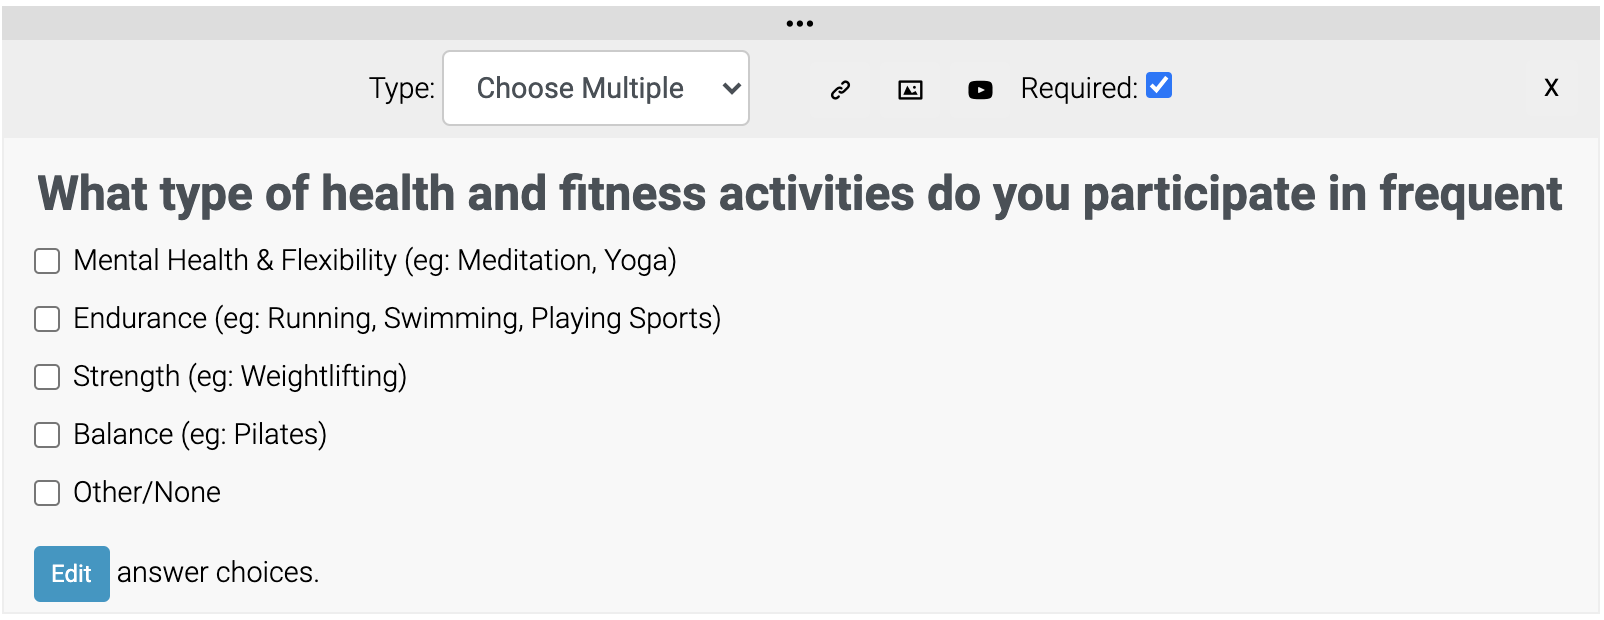 •••
Type: Choose Multiple Required: X
What type of health and fitness activities do you participate in frequent
Mental Health & Flexibility (eg: Meditation, Yoga)
Endurance (eg: Running, Swimming, Playing Sports)
Strength (eg: Weightlifting)
Balance (eg: Pilates)
Other/None
Edit answer choices.